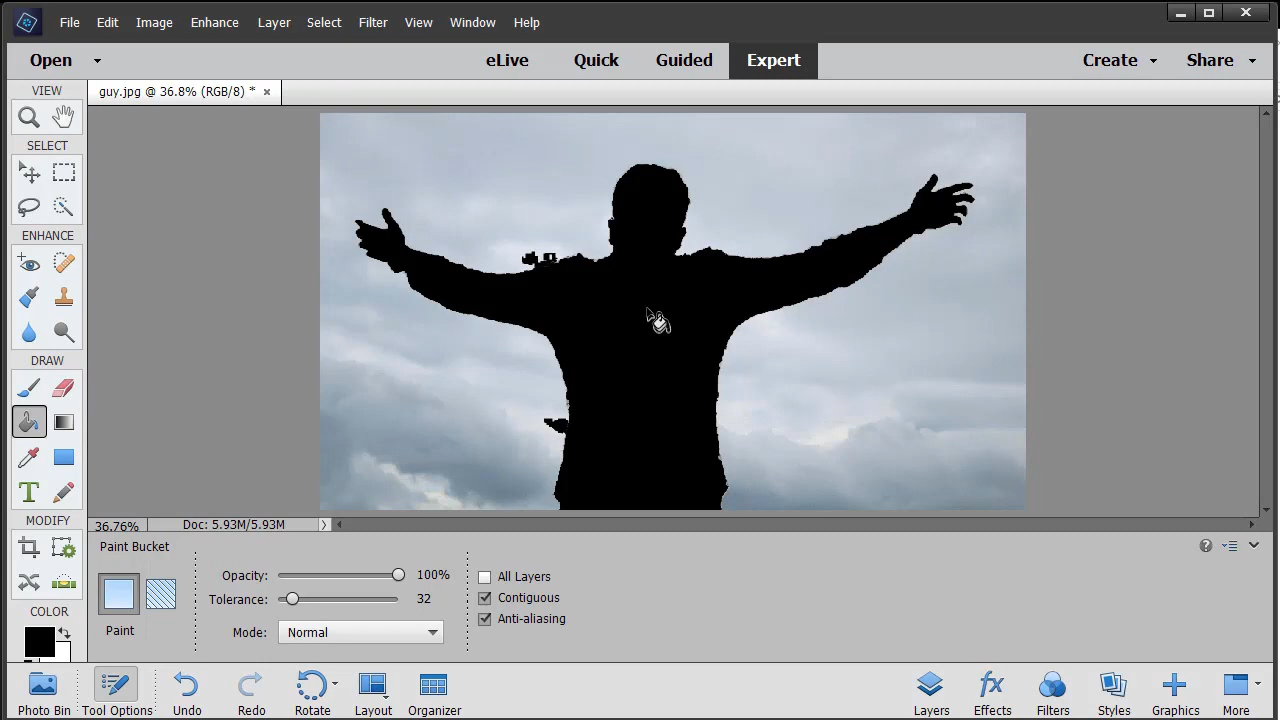 File Edit Image Enhance Layer Select Filter View Window Help
Open eLive Quick Guided Expert Create Share
VIEW guy.jpg @ 36.8% (RGB/8) * ×
SELECT
ENHANCE
DRAW
T
MODIFY
36.76% Doc: 5.93M/5.93M
Paint Bucket
Opacity: 100% All Layers
Tolerance: 32 Contiguous
COLOR Anti-aliasing
Paint Mode: Normal
fx
Photo Bin Tool Options Undo Redo Rotate Layout Organizer Layers Effects Filters Styles Graphics More